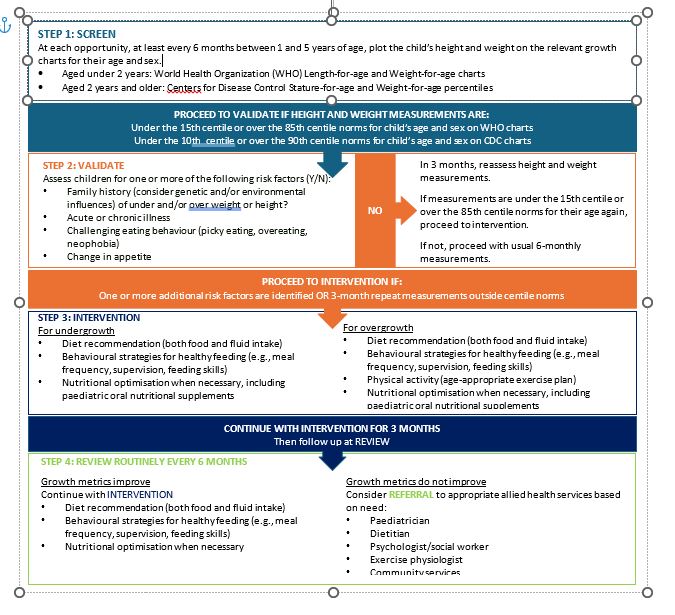 STEP 1: SCREEN
At each opportunity, at least every 6 months between 1 and 5 years of age, plot the child's height and weight on the relevant growth
charts for their age and sex.
• Aged under 2 years: World Health Organization (WHO) Length-for-age and Weight-for-age charts
• Aged 2 years and older: Centers for Disease Control Stature-for-age and Weight-for-age percentiles
PROCEED TO VALIDATE IF HEIGHT AND WEIGHT MEASUREMENTS ARE:
Under the 15th centile or over the 85th centile norms for child's age and sex on WHO charts
Under the 10th centile or over the 90th centile norms for child's age and sex on CDC charts
STEP 2: VALIDATE
Assess children for one or more of the following risk factors (Y/N):
• Family history (consider genetic and/or environmental
influences) of under and/or over weight or height?
• Acute or chronic illness
• Challenging eating behaviour (picky eating, overeating,
neophobia)
• Change in appetite
NO
In 3 months, reassess height and weight
measurements.
If measurements are under the 15th centile or
over the 85th centile norms for their age again,
proceed to intervention.
If not, proceed with usual 6-monthly
measurements.
PROCEED TO INTERVENTION IF:
One or more additional risk factors are identified OR 3-month repeat measurements outside centile norms
STEP 3: INTERVENTION
For undergrowth
• Diet recommendation (both food and fluid intake)
• Behavioural strategies for healthy feeding (e.g., meal
frequency, supervision, feeding skills)
• Nutritional optimisation when necessary, including
paediatric oral nutritional supplements
For overgrowth
• Diet recommendation (both food and fluid intake)
• Behavioural strategies for healthy feeding (e.g., meal
frequency, supervision, feeding skills)
• Physical activity (age-appropriate exercise plan)
• Nutritional optimisation when necessary, including
paediatric oral nutritional supplements
CONTINUE WITH INTERVENTION FOR 3 MONTHS
Then follow up at REVIEW
STEP 4: REVIEW ROUTINELY EVERY 6 MONTHS
Growth metrics improve
Continue with INTERVENTION
• Diet recommendation (both food and fluid intake)
• Behavioural strategies for healthy feeding (e.g., meal
frequency, supervision, feeding skills)
• Nutritional optimisation when necessary
Growth metrics do not improve
Consider REFERRAL to appropriate allied health services based
on need:
• Paediatrician
• Dietitian
• Psychologist/social worker
• Exercise physiologist
• Community services